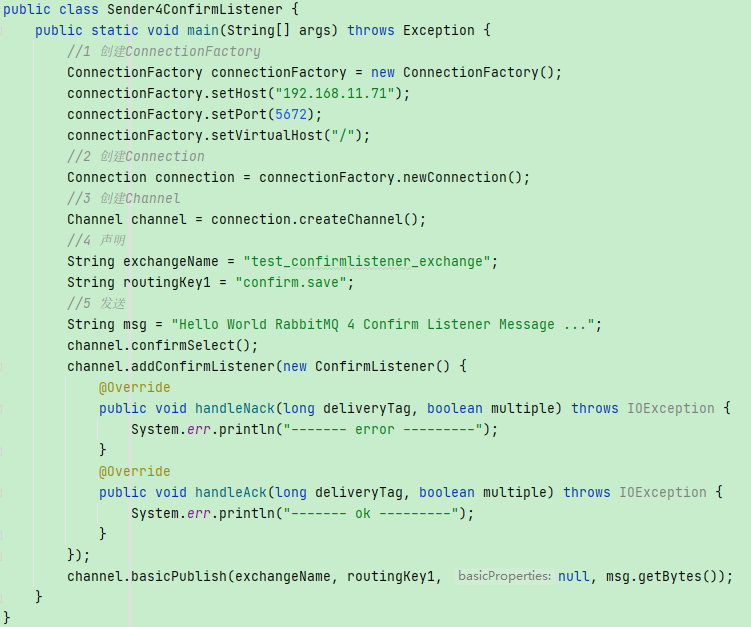 public class Sender4ConfirmListener {
    public static void main(String[] args) throws Exception {
        //1 创建ConnectionFactory
        ConnectionFactory connectionFactory = new ConnectionFactory();
        connectionFactory.setHost("192.168.11.71");
        connectionFactory.setPort(5672);
        connectionFactory.setVirtualHost("/");
        //2 创建Connection
        Connection connection = connectionFactory.newConnection();
        //3 创建Channel
        Channel channel = connection.createChannel();
        //4 声明
        String exchangeName = "test_confirmlistener_exchange";
        String routingKey1 = "confirm.save";
        //5 发送
        String msg = "Hello World RabbitMQ 4 Confirm Listener Message ...";
        channel.confirmSelect();
        channel.addConfirmListener(new ConfirmListener() {
            @Override
            public void handleNack(long deliveryTag, boolean multiple) throws IOException {
                System.err.println("------- error ---------");
            }
            @Override
            public void handleAck(long deliveryTag, boolean multiple) throws IOException {
                System.err.println("------- ok ---------");
            }
        });
        channel.basicPublish(exchangeName, routingKey1, basicProperties: null, msg.getBytes());
    }
}